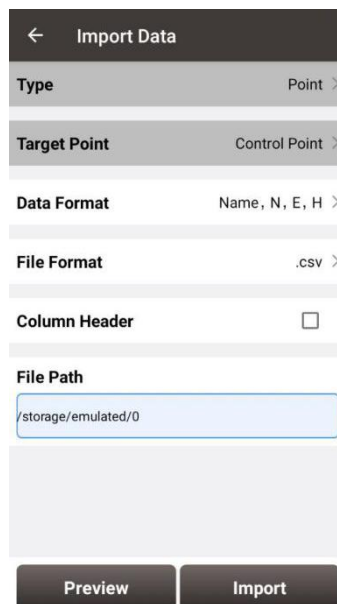 Import Data
Type Point
Target Point Control Point
Data Format Name, N, E, H
File Format .csv
Column Header
File Path
/storage/emulated/0
Preview Import